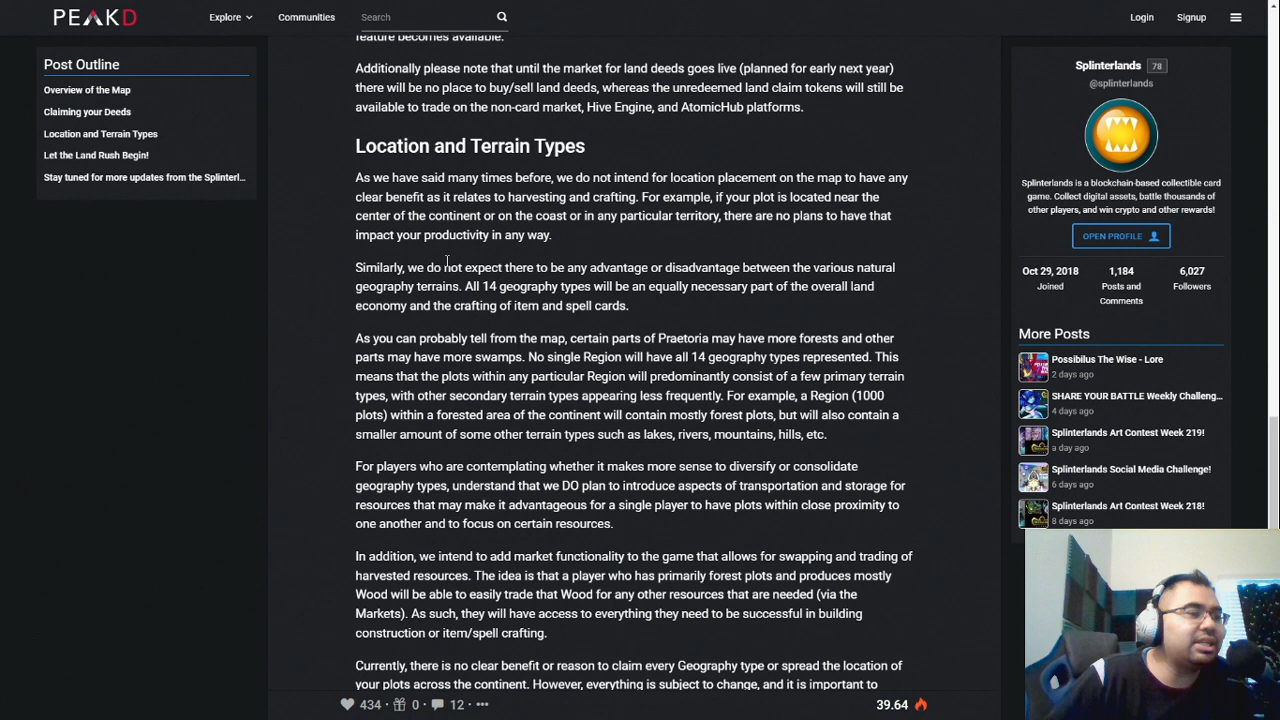 PEAKD
Explore
Communities
Search
Login
Signup
Post Outline
Overview of the Map
Claiming your Deeds
Location and Terrain Types
Let the Land Rush Begin!
Stay tuned for more updates from the Splinterl...
feature becomes available.
Additionally please note that until the market for land deeds goes live (planned for early next year)
there will be no place to buy/sell land deeds, whereas the unredeemed land claim tokens will still be
available to trade on the non-card market, Hive Engine, and AtomicHub platforms.
Location and Terrain Types
As we have said many times before, we do not intend for location placement on the map to have any
clear benefit as it relates to harvesting and crafting. For example, if your plot is located near the
center of the continent or on the coast or in any particular territory, there are no plans to have that
impact your productivity in any way.
Similarly, we do not expect there to be any advantage or disadvantage between the various natural
geography terrains. All 14 geography types will be an equally necessary part of the overall land
economy and the crafting of item and spell cards.
As you can probably tell from the map, certain parts of Praetoria may have more forests and other
parts may have more swamps. No single Region will have all 14 geography types represented. This
means that the plots within any particular Region will predominantly consist of a few primary terrain
types, with other secondary terrain types appearing less frequently. For example, a Region (1000
plots) within a forested area of the continent will contain mostly forest plots, but will also contain a
smaller amount of some other terrain types such as lakes, rivers, mountains, hills, etc.
For players who are contemplating whether it makes more sense to diversify or consolidate
geography types, understand that we DO plan to introduce aspects of transportation and storage for
resources that may make it advantageous for a single player to have plots within close proximity to
one another and to focus on certain resources.
In addition, we intend to add market functionality to the game that allows for swapping and trading of
harvested resources. The idea is that a player who has primarily forest plots and produces mostly
Wood will be able to easily trade that Wood for any other resources that are needed (via the
Markets). As such, they will have access to everything they need to be successful in building
construction or item/spell crafting.
Currently, there is no clear benefit or reason to claim every Geography type or spread the location of
your plots across the continent. However, everything is subject to change, and it is important to
434
0
12
39.64
Splinterlands 78
@splinterlands
Splinterlands is a blockchain-based collectible card
game. Collect digital assets, battle thousands
of other players, and win crypto and other rewards!
OPEN PROFILE
Oct 29, 2018
Joined
1,184
Posts and
Comments
6,027
Followers
More Posts
Possibilus The Wise - Lore
2 days ago
SHARE YOUR BATTLE Weekly Challeng...
4 days ago
Splinterlands Art Contest Week 219!
a day ago
Splinterlands Social Media Challenge!
6 days ago
Splinterlands Art Contest Week 218!
8 days ago